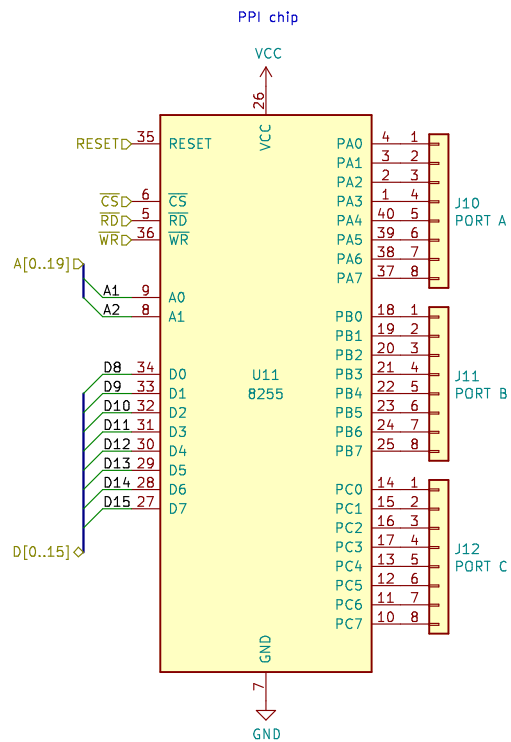 PPI chip
VCC
26
VCC
RESET 35 RESET PA0 4 1
PA1 3 2
PA2 2 3
CS 6 CS PA3 1 4 J10
RD 5 RD PA4 40 5 PORT A
WR 36 WR PA5 39 6
A[0..19] PA6 38 7
PA7 37 8
A1 9 A0
A2 8 A1 PB0 18 1
PB1 19 2
PB2 20 3
D8 34 D0 U11 PB3 21 4 J11
D9 33 D1 8255 PB4 22 5 PORT B
D10 32 D2 PB5 23 6
D11 31 D3 PB6 24 7
D12 30 D4 PB7 25 8
D13 29 D5
D14 28 D6 PC0 14 1
D15 27 D7 PC1 15 2
PC2 16 3
D[0..15] PC3 17 4 J12
PC4 13 5 PORT C
PC5 12 6
PC6 11 7
PC7 10 8
GND
7
GND